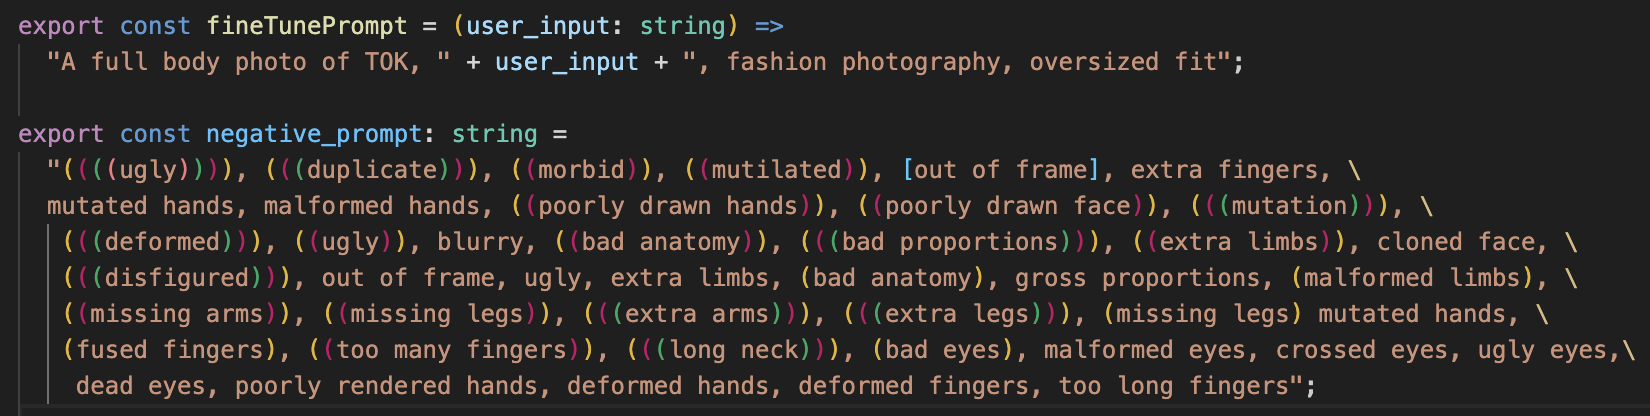 export const fineTunePrompt = (user_input: string) =>
"A full body photo of TOK, " + user_input + ", fashion photography, oversized fit";
export const negative_prompt: string =
"((((ugly)))), (((duplicate))), ((morbid)), ((mutilated)), [out of frame], extra fingers, \
mutated hands, malformed hands, ((poorly drawn hands)), ((poorly drawn face)), (((mutation))), \
(((deformed))), ((ugly)), blurry, ((bad anatomy)), (((bad proportions))), ((extra limbs)), cloned face, \
(((disfigured))), out of frame, ugly, extra limbs, (bad anatomy), gross proportions, (malformed limbs), \
((missing arms)), ((missing legs)), (((extra arms))), (((extra legs))), (missing legs) mutated hands, \
(fused fingers), ((too many fingers)), (((long neck))), (bad eyes), malformed eyes, crossed eyes, ugly eyes,\
dead eyes, poorly rendered hands, deformed hands, deformed fingers, too long fingers";